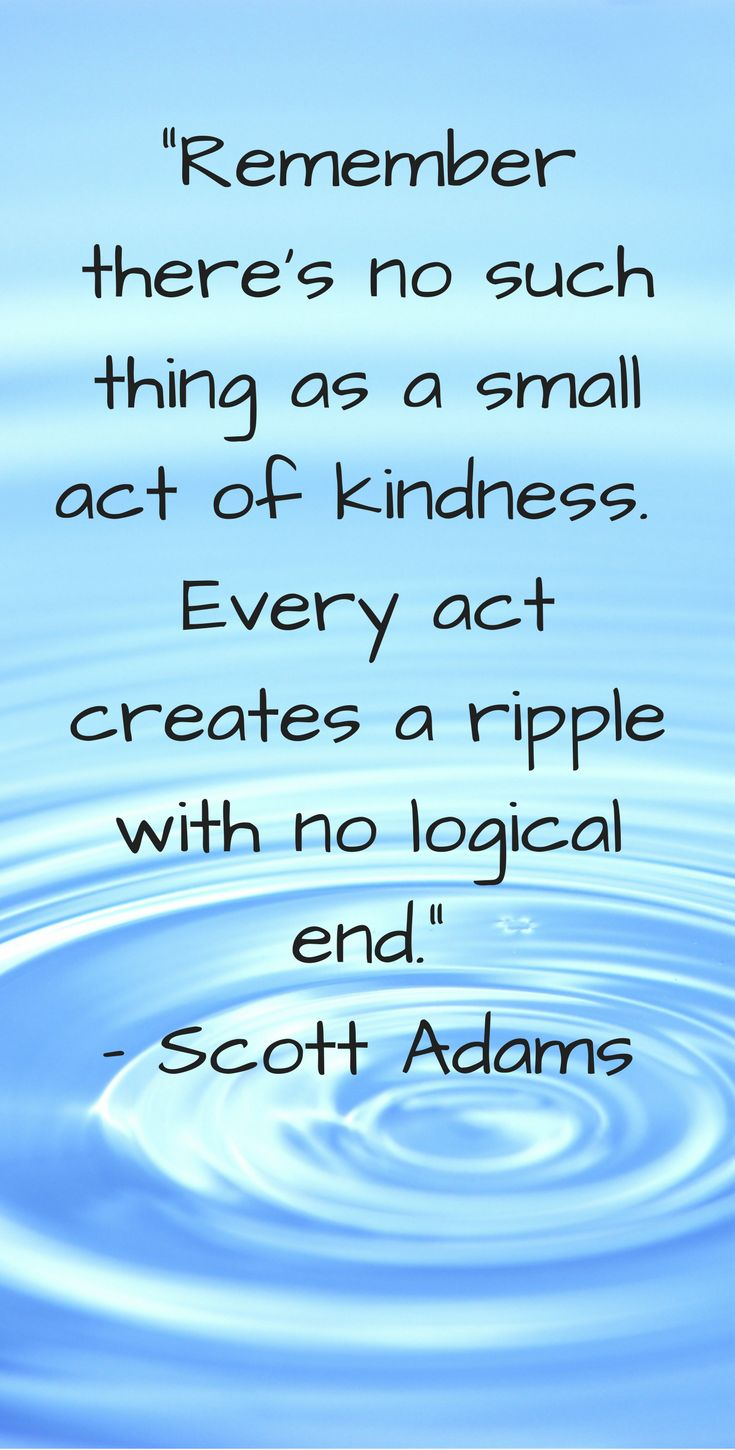 "Remember
there's no such
thing as a small
act of kindness.
Every act
creates a ripple
with no logical
end."
- Scott Adams